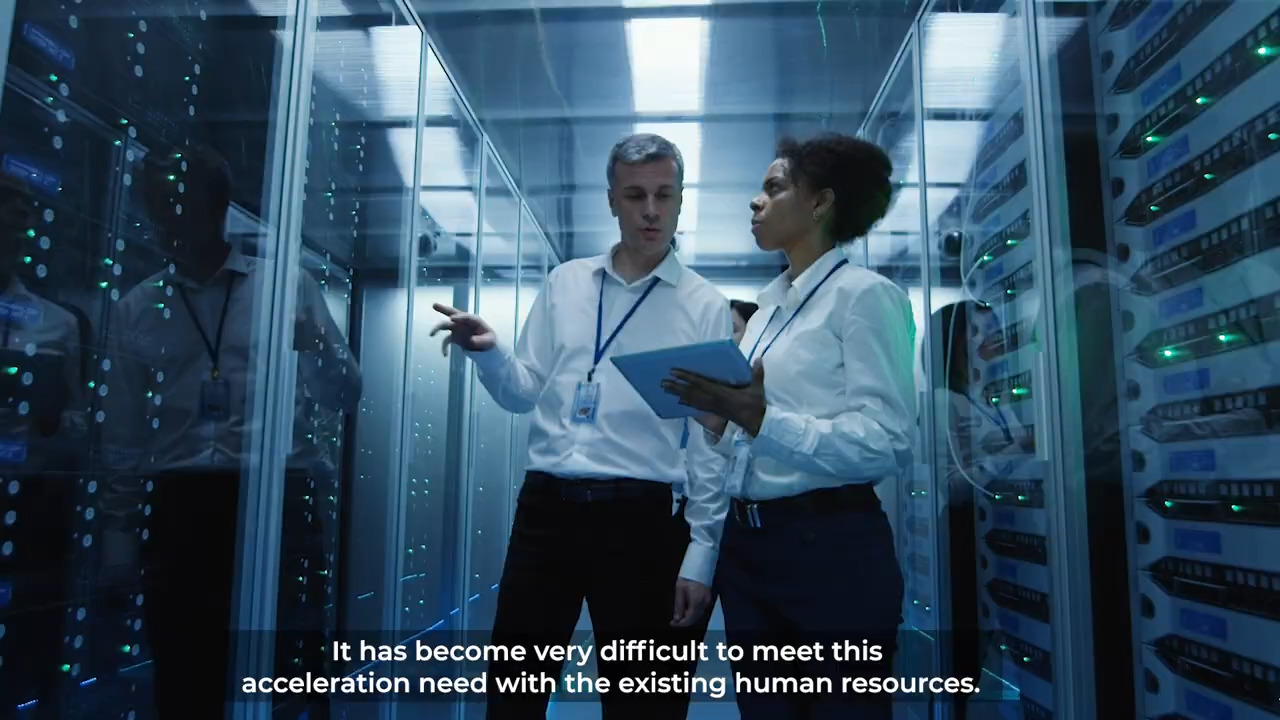 It has become very difficult to meet this
acceleration need with the existing human resources.